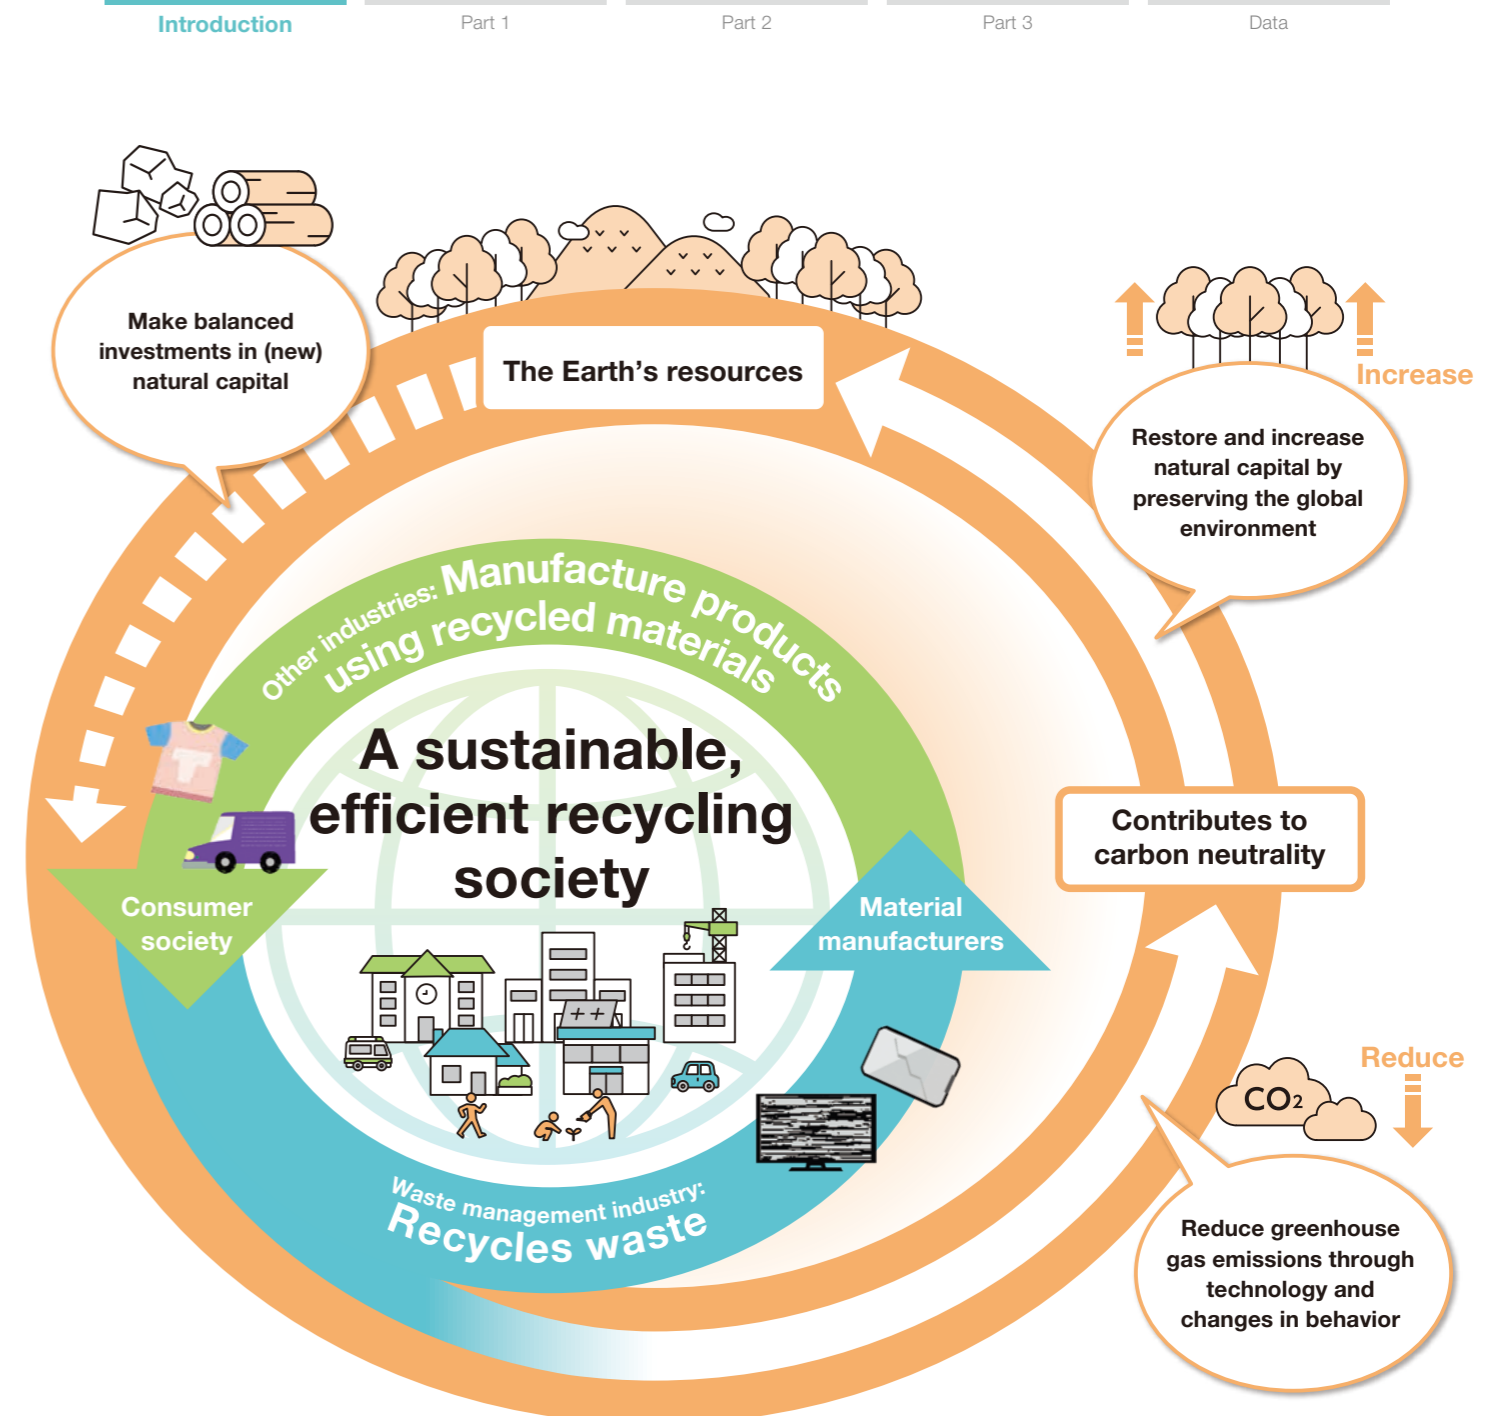 Introduction
Part 1
Part 2
Part 3
Data
Make balanced
investments in (new)
natural capital
The Earth's resources
Increase
Restore and increase
natural capital by
preserving the global
environment
Other industries: Manufacture products
using recycled materials
A sustainable,
efficient recycling
society
Consumer
society
Material
manufacturers
Contributes to
carbon neutrality
Reduce
CO2
Waste management industry:
Recycles waste
Reduce greenhouse
gas emissions through
technology and
changes in behavior